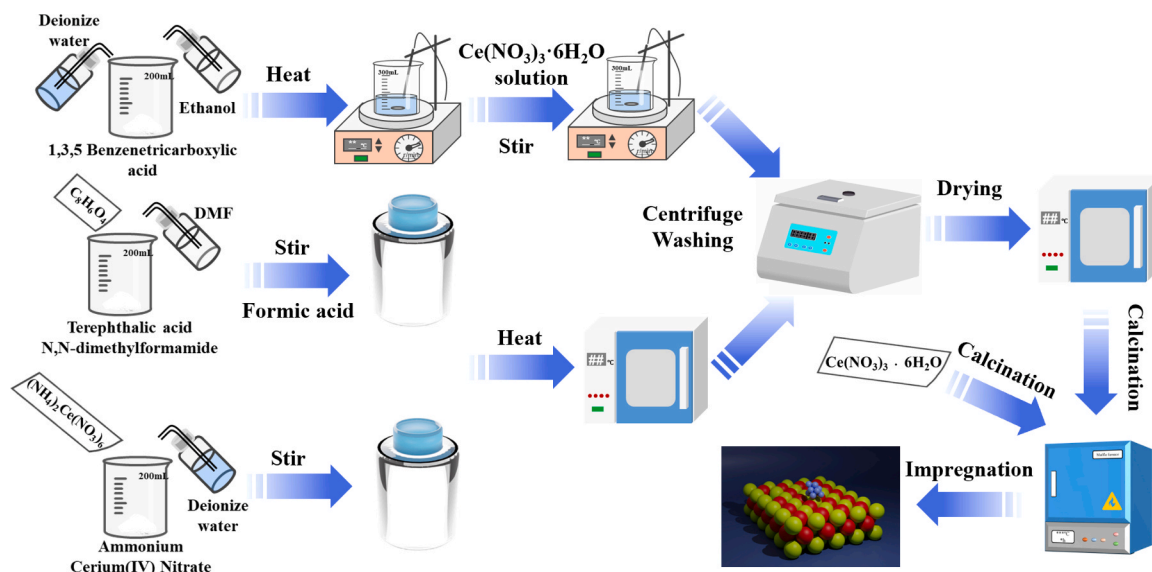 Deionize
water
200mL
Ethanol
1,3,5 Benzenetricarboxylic
acid
Heat
300mL
Ce(NO3)3·6H2O
solution
Stir
300mL
C8H6O4
DMF
200mL
Terephthalic acid
N,N-dimethylformamide
Stir
Formic acid
Centrifuge
Washing
Drying
##
°C
Heat
##
°C
Calcination
Ce(NO3)3 · 6H2O
Calcination
(NH4)2Ce(NO3)6
200mL
Deionize
water
Ammonium
Cerium(IV) Nitrate
Stir
Impregnation